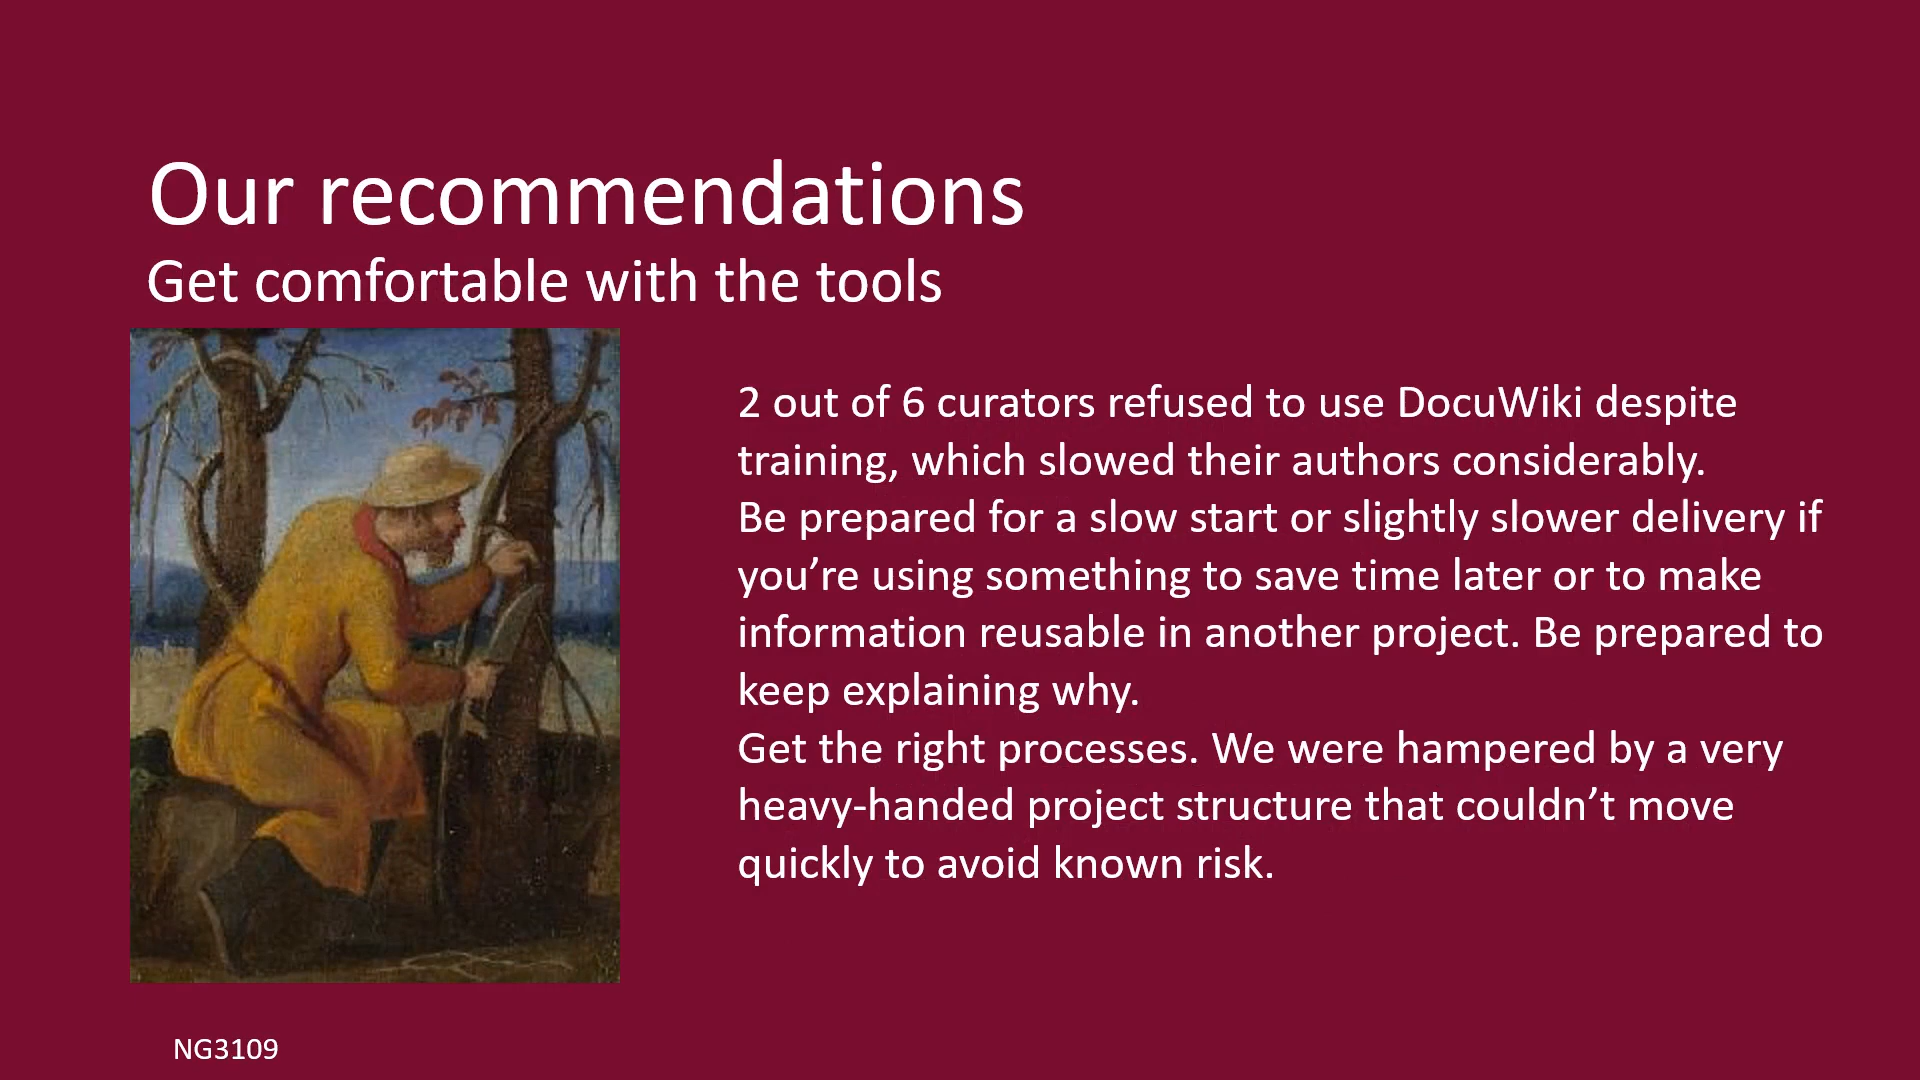 Our recommendations
Get comfortable with the tools
2 out of 6 curators refused to use DocuWiki despite
training, which slowed their authors considerably.
Be prepared for a slow start or slightly slower delivery if
you’re using something to save time later or to make
information reusable in another project. Be prepared to
keep explaining why.
Get the right processes. We were hampered by a very
heavy-handed project structure that couldn’t move
quickly to avoid known risk.
NG3109